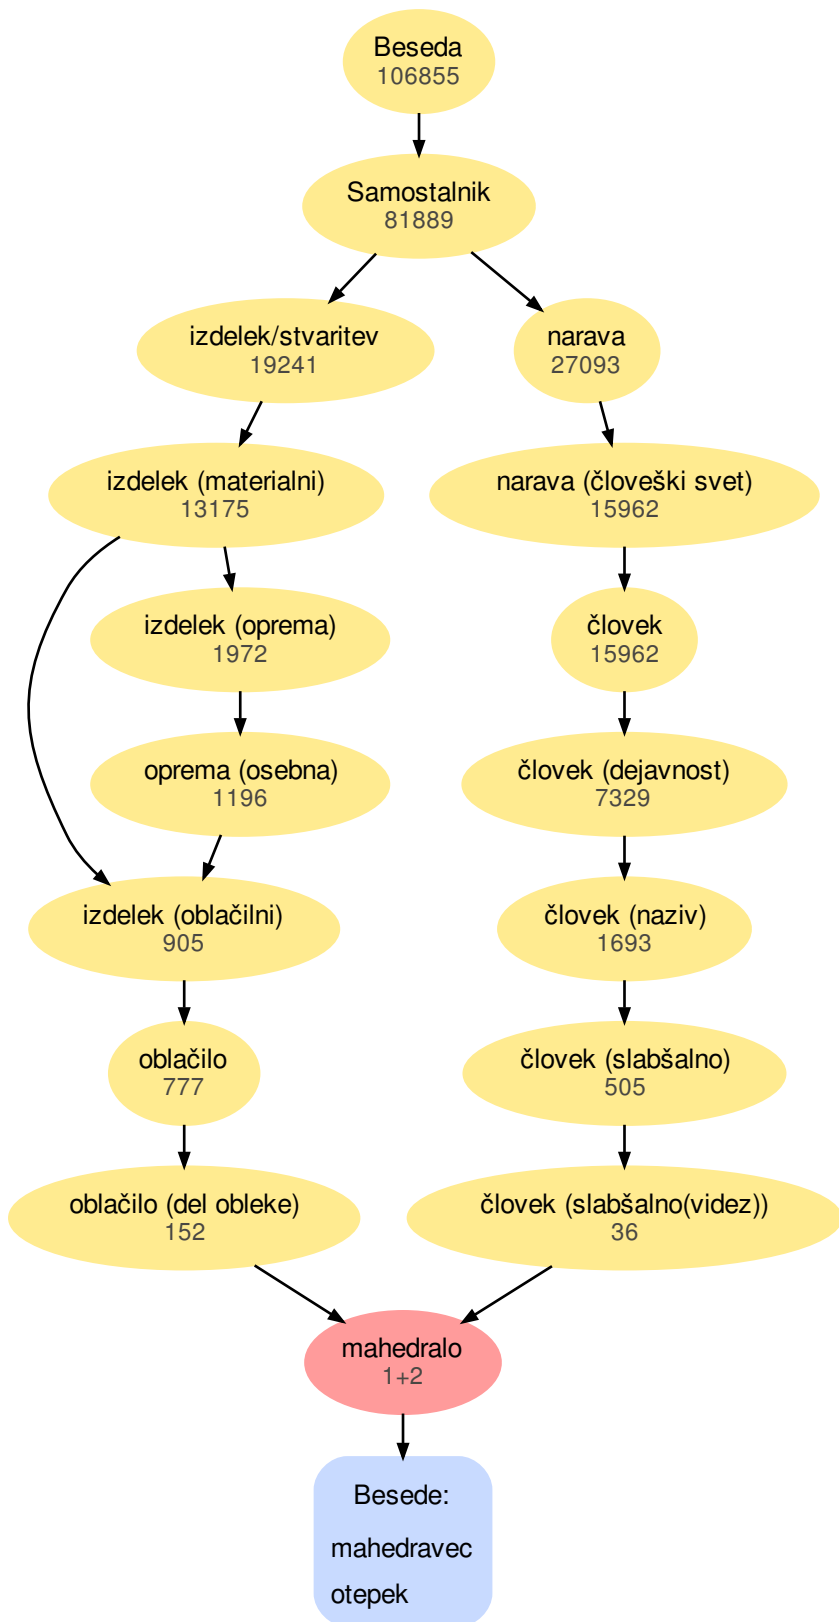 Beseda
106855
Samostalnik
81889
izdelek/stvaritev
19241
narava
27093
izdelek (materialni)
13175
narava (človeški svet)
15962
izdelek (oprema)
1972
človek
15962
oprema (osebna)
1196
človek (dejavnost)
7329
izdelek (oblačilni)
905
človek (naziv)
1693
oblačilo
777
človek (slabšalno)
505
oblačilo (del obleke)
152
človek (slabšalno(videz))
36
mahedralo
1+2
Besede:
mahedravec
otepek